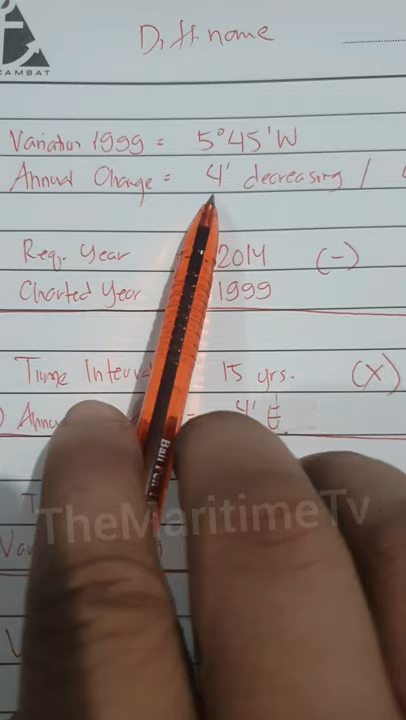 CAMBAT
Diff. name
Variation 1999 = 5°45' W
Annual Change = 4' decreasing /
Req. Year 2014 (-)
Charted Year 1999
Time Interval 15 yrs. (X)
4' E
TheMaritimeTv